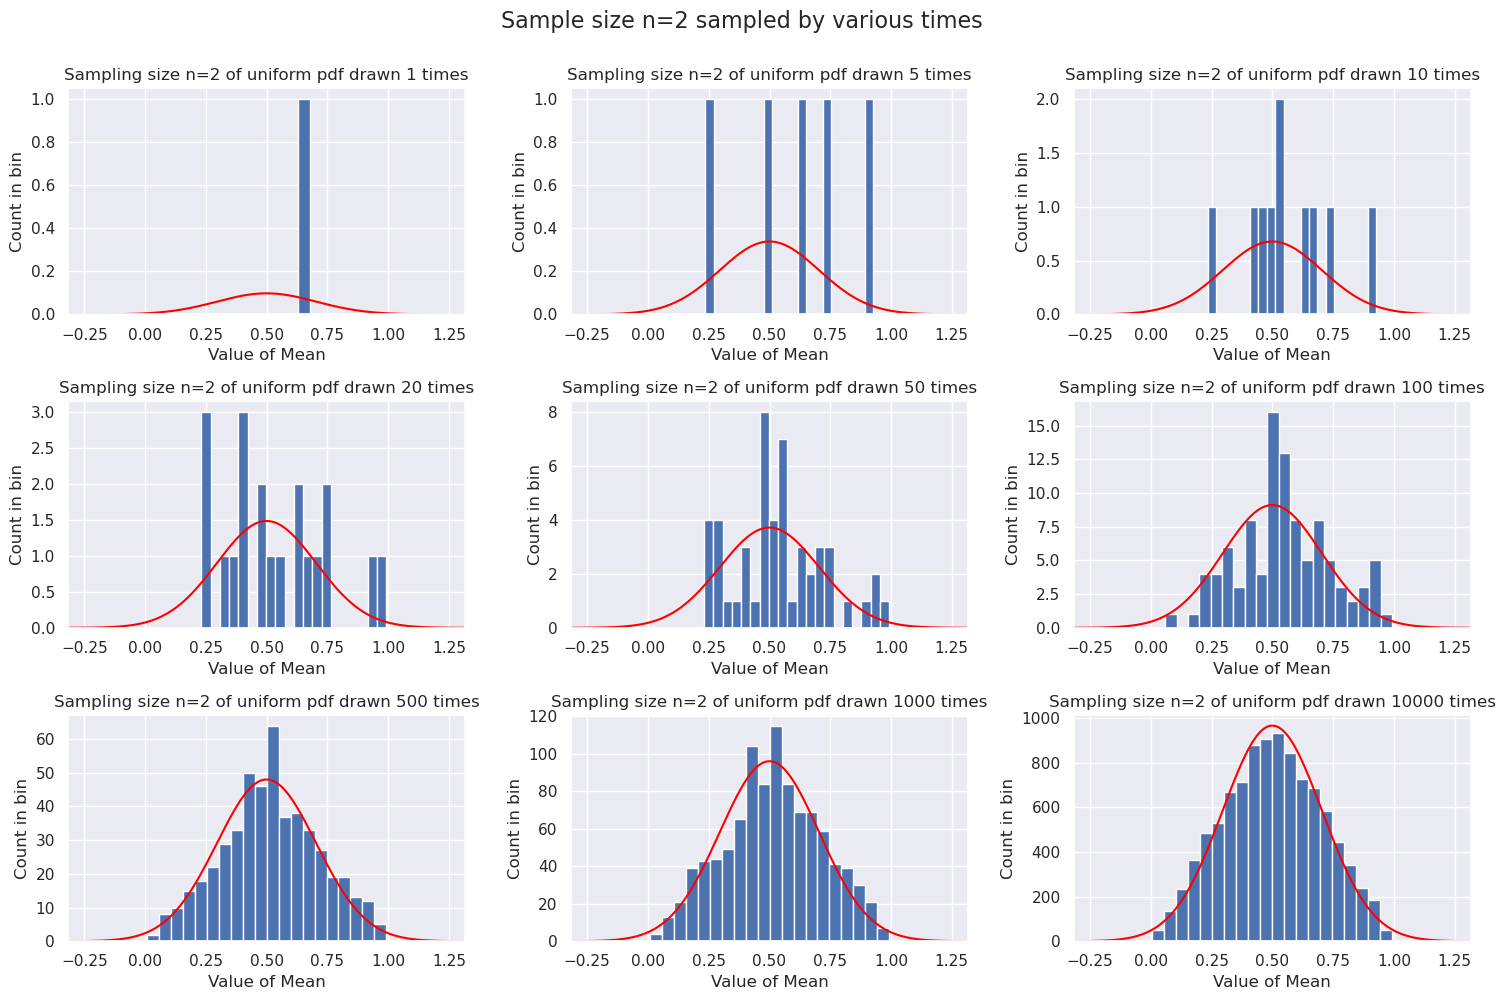 Sample size n=2 sampled by various times
Sampling size n=2 of uniform pdf drawn 1 times
Count in bin
1.0
0.8
0.6
0.4
0.2
0.0
−0.25 0.00 0.25 0.50 0.75 1.00 1.25
Value of Mean
Sampling size n=2 of uniform pdf drawn 5 times
Count in bin
1.0
0.8
0.6
0.4
0.2
0.0
−0.25 0.00 0.25 0.50 0.75 1.00 1.25
Value of Mean
Sampling size n=2 of uniform pdf drawn 10 times
Count in bin
2.0
1.5
1.0
0.5
0.0
−0.25 0.00 0.25 0.50 0.75 1.00 1.25
Value of Mean
Sampling size n=2 of uniform pdf drawn 20 times
Count in bin
3.0
2.5
2.0
1.5
1.0
0.5
0.0
−0.25 0.00 0.25 0.50 0.75 1.00 1.25
Value of Mean
Sampling size n=2 of uniform pdf drawn 50 times
Count in bin
8
6
4
2
0
−0.25 0.00 0.25 0.50 0.75 1.00 1.25
Value of Mean
Sampling size n=2 of uniform pdf drawn 100 times
Count in bin
15.0
12.5
10.0
7.5
5.0
2.5
0.0
−0.25 0.00 0.25 0.50 0.75 1.00 1.25
Value of Mean
Sampling size n=2 of uniform pdf drawn 500 times
Count in bin
60
50
40
30
20
10
0
−0.25 0.00 0.25 0.50 0.75 1.00 1.25
Value of Mean
Sampling size n=2 of uniform pdf drawn 1000 times
Count in bin
120
100
80
60
40
20
0
−0.25 0.00 0.25 0.50 0.75 1.00 1.25
Value of Mean
Sampling size n=2 of uniform pdf drawn 10000 times
Count in bin
1000
800
600
400
200
0
−0.25 0.00 0.25 0.50 0.75 1.00 1.25
Value of Mean